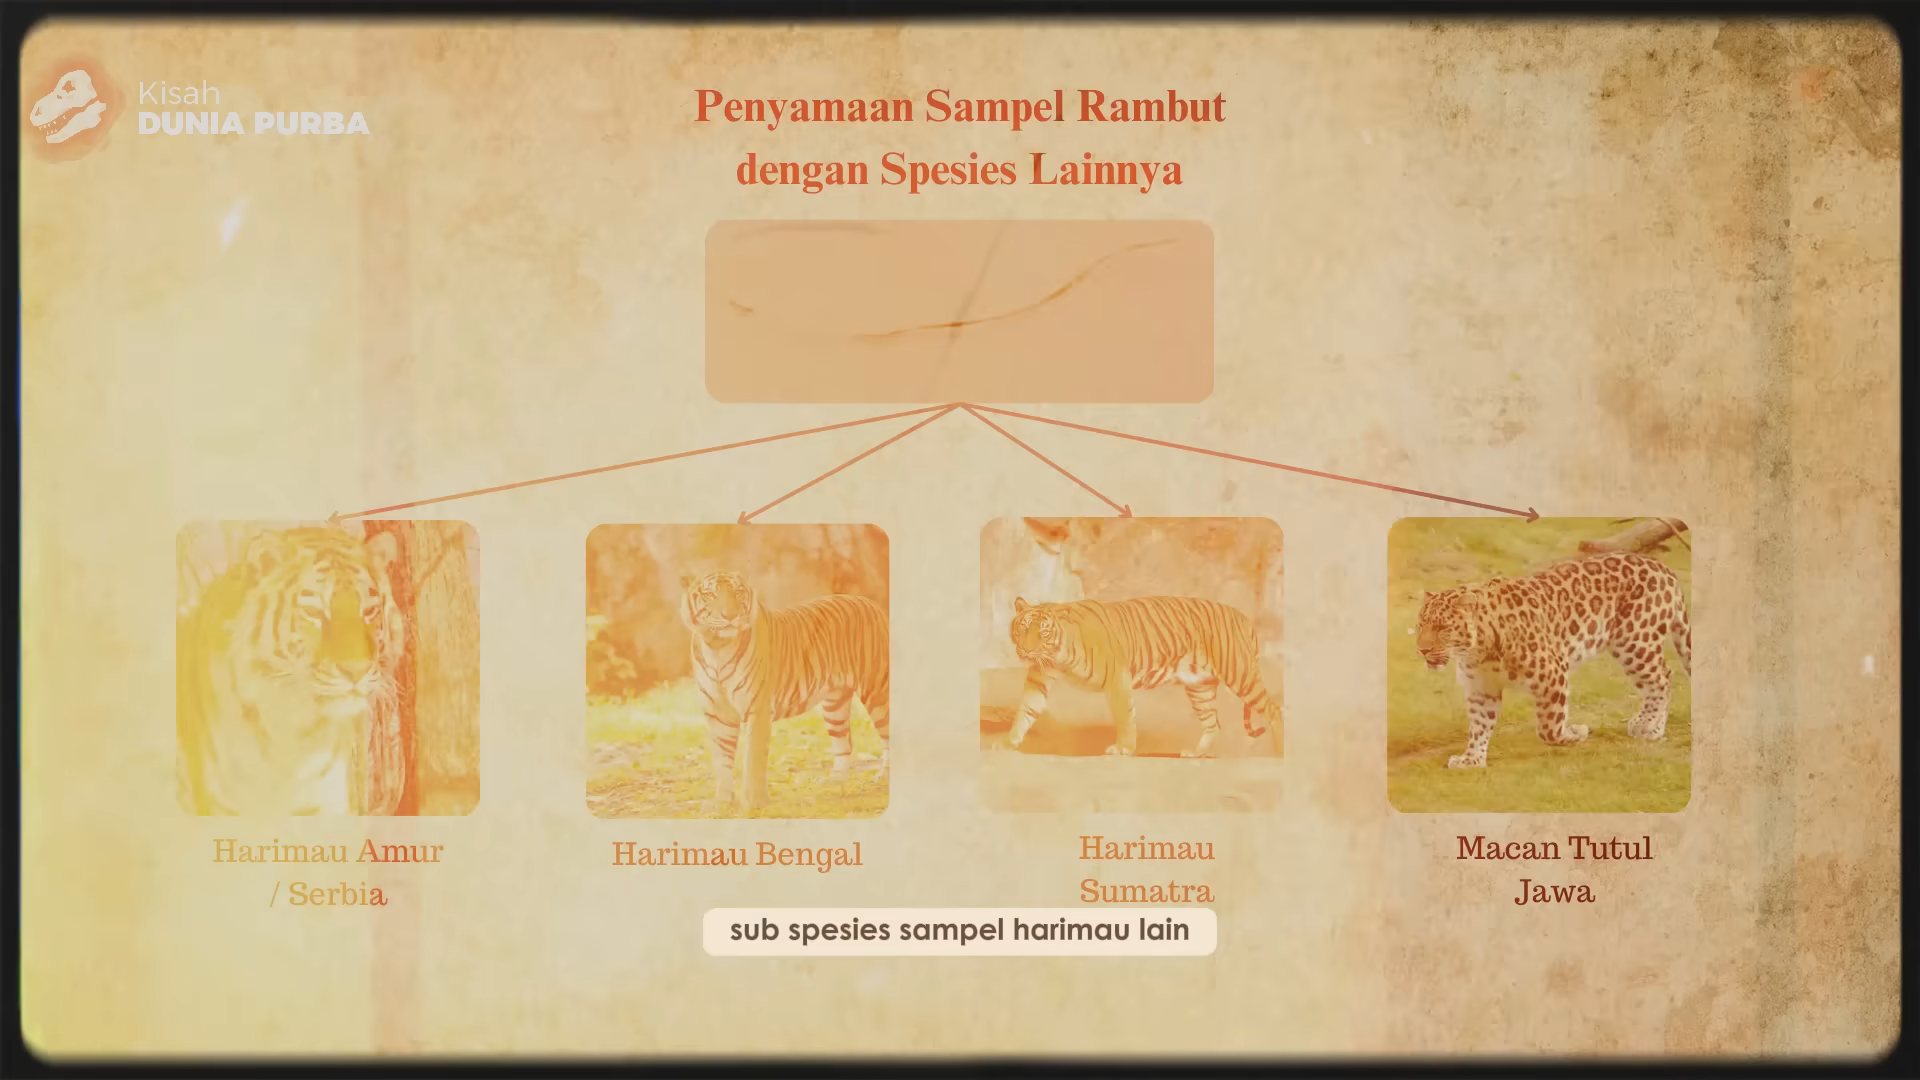 Kisah
DUNIA PURBA
Penyamaan Sampel Rambut
dengan Spesies Lainnya
Harimau Amur
/ Serbia
Harimau Bengal
Harimau
Sumatra
Macan Tutul
Jawa
sub spesies sampel harimau lain